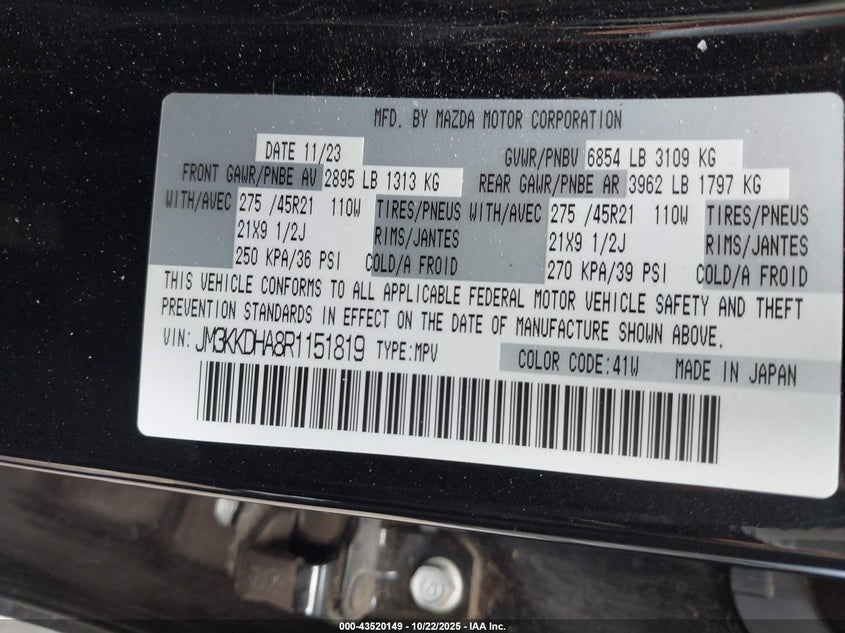 MFD. BY MAZDA MOTOR CORPORATION
DATE 11/23 GVWR/PNBV 6854 LB 3109 KG
FRONT GAWR/PNBE AV 2895 LB 1313 KG REAR GAWR/PNBE AR 3962 LB 1797 KG
WITH/AVEC 275 /45R21 110W TIRES/PNEUS WITH/AVEC 275 /45R21 110W TIRES/PNEUS
21X9 1/2J RIMS/JANTES 21X9 1/2J RIMS/JANTES
250 KPA/36 PSI COLD/A FROID 270 KPA/39 PSI COLD/A FROID
THIS VEHICLE CONFORMS TO ALL APPLICABLE FEDERAL MOTOR VEHICLE SAFETY AND THEFT
PREVENTION STANDARDS IN EFFECT ON THE DATE OF MANUFACTURE SHOWN ABOVE.
VIN: JM3KKDHA8R1151819 TYPE:MPV COLOR CODE:41W MADE IN JAPAN
000-43520149 - 10/22/2025 - IAA Inc.